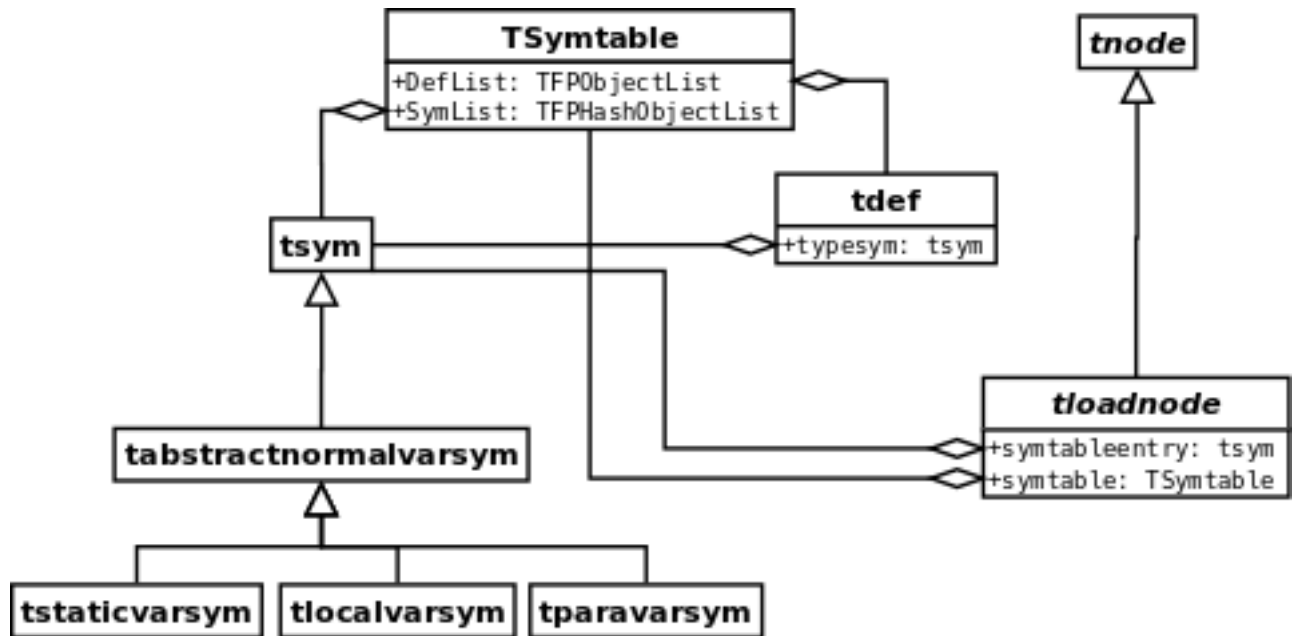 TSymtable
+DefList: TFPObjectList
+SymList: TFPHashObjectList
tnode
tdef
+typesym: tsym
tsym
tloadnode
+symtableentry: tsym
+symtable: TSymtable
tabstractnormalvarsym
tstaticvarsym
tlocalvarsym
tparavarsym